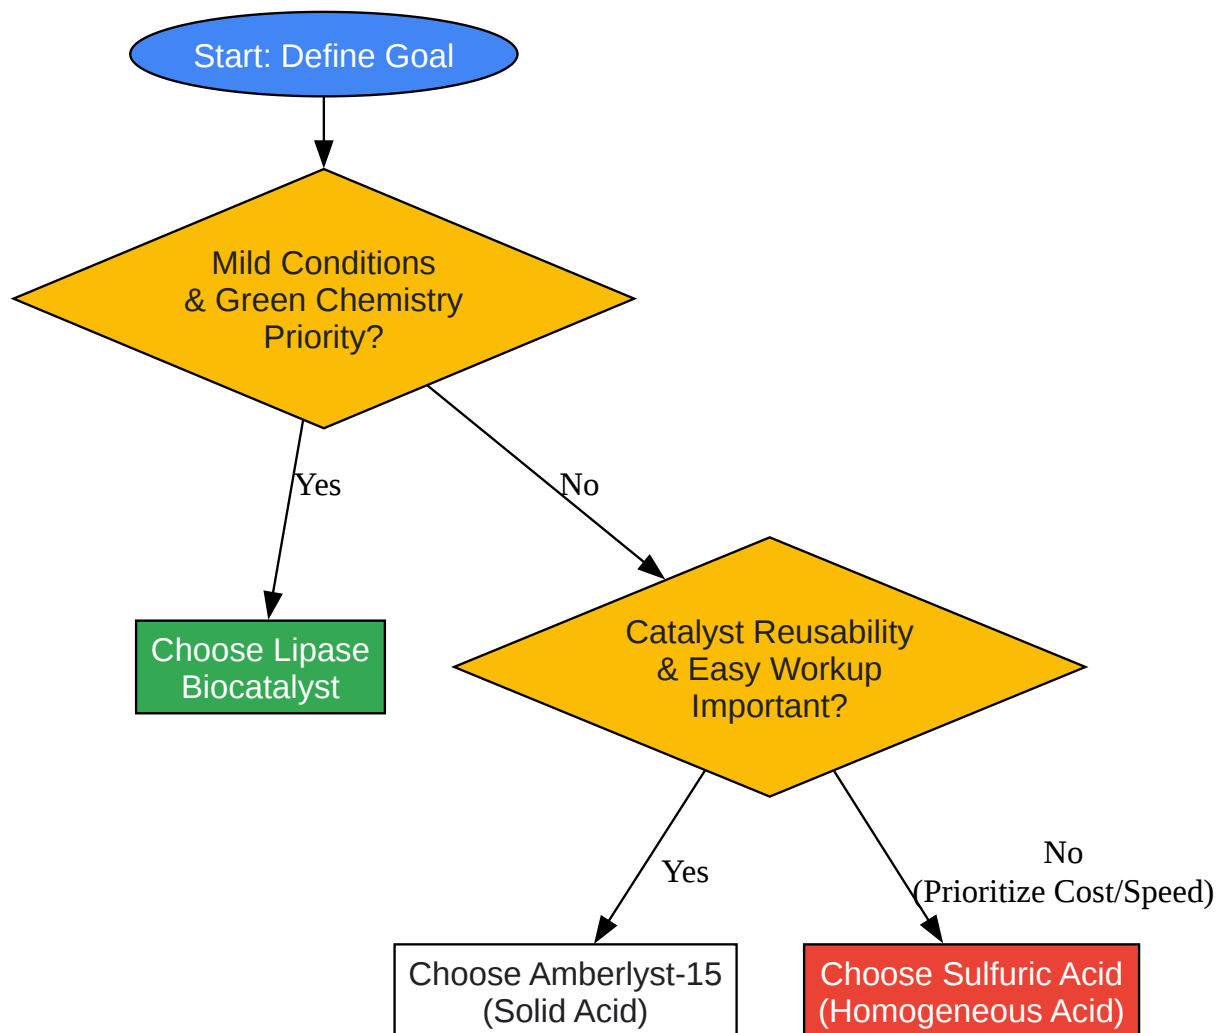 Start: Define Goal
Mild Conditions
& Green Chemistry
Priority?
Yes
No
Choose Lipase
Biocatalyst
Catalyst Reusability
& Easy Workup
Important?
Yes
No
(Prioritize Cost/Speed)
Choose Amberlyst-15
(Solid Acid)
Choose Sulfuric Acid
(Homogeneous Acid)